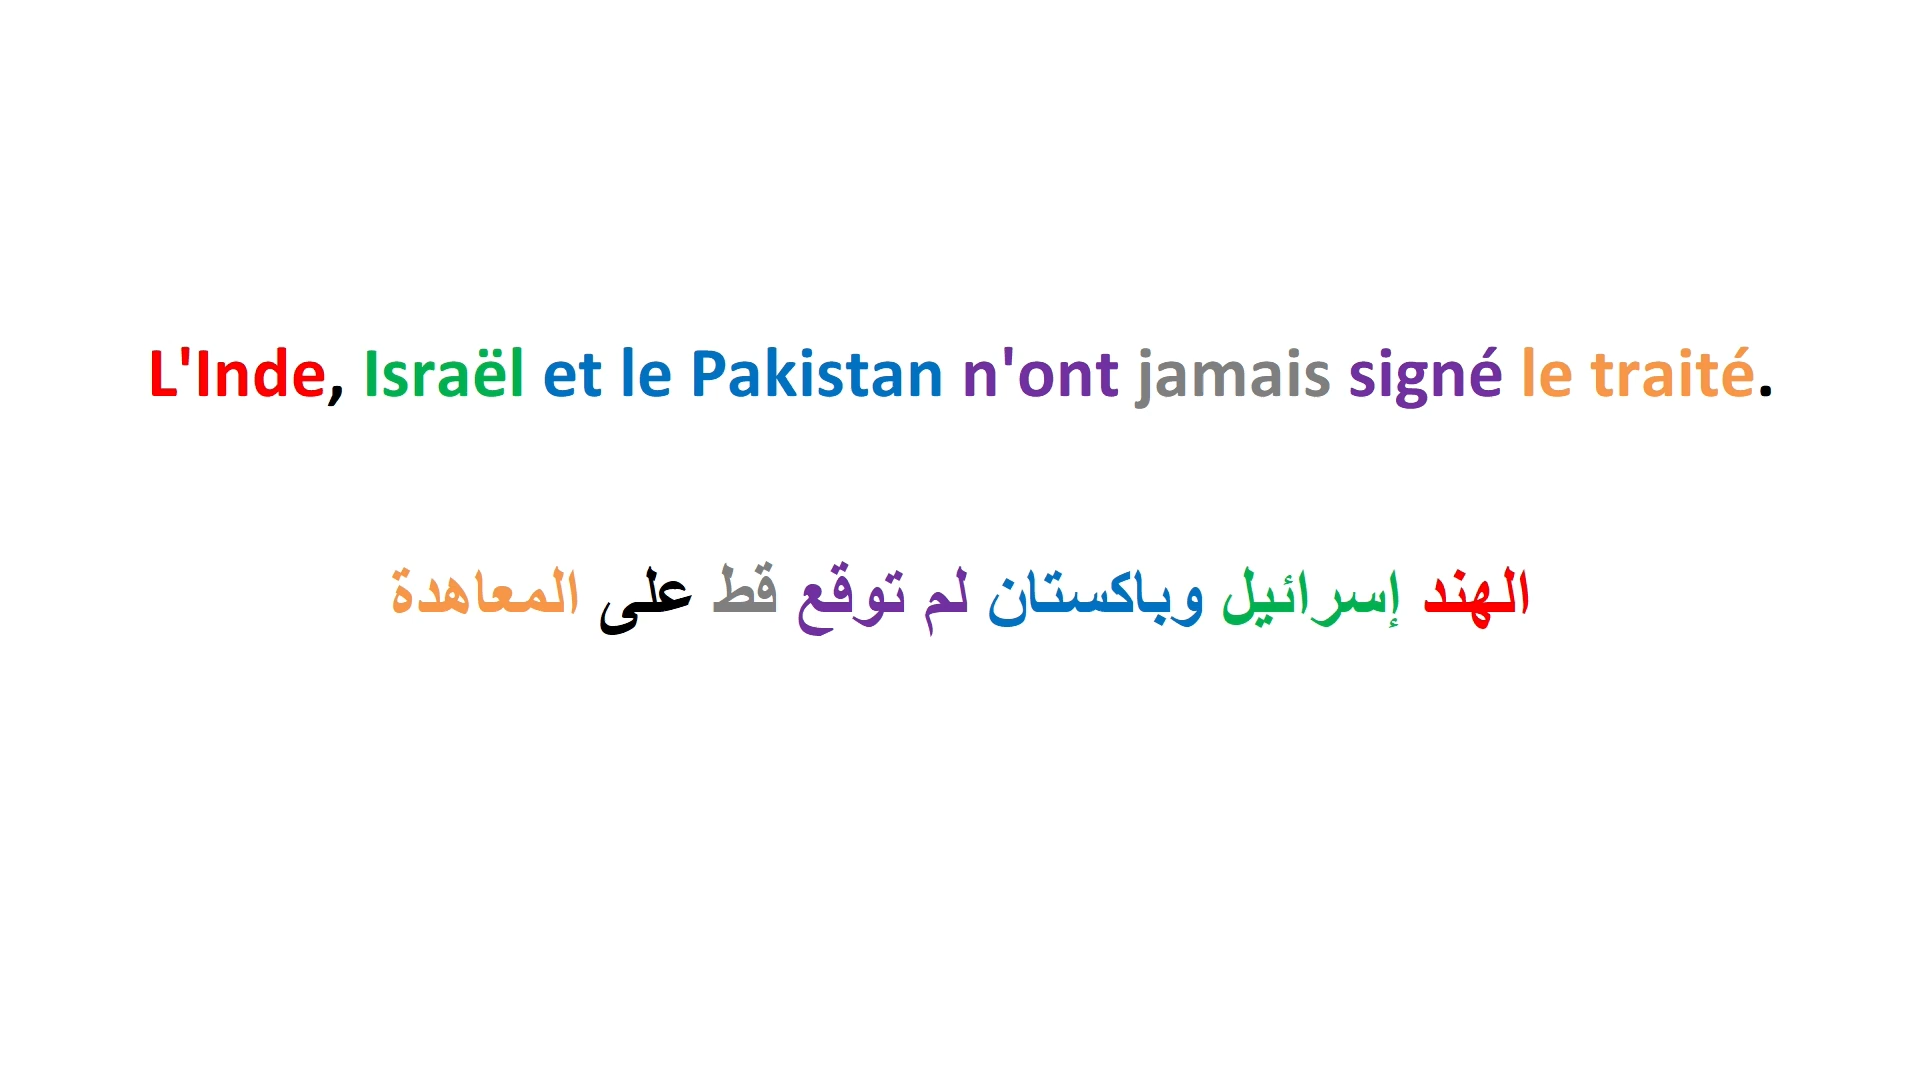 L'Inde, Israël et le Pakistan n'ont jamais signé le traité.
الهند إسرائيل وباكستان لم توقع قط على المعاهدة